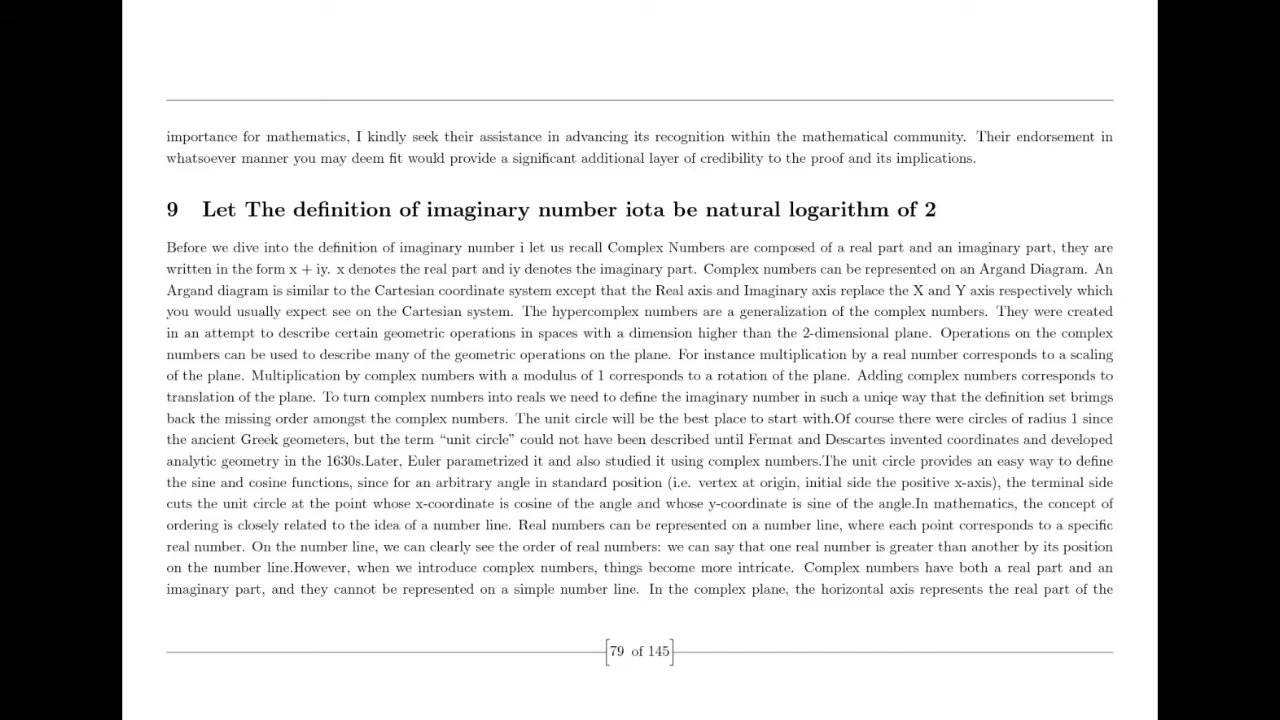 importance for mathematics, I kindly seek their assistance in advancing its recognition within the mathematical community. Their endorsement in
whatsoever manner you may deem fit would provide a significant additional layer of credibility to the proof and its implications.
9 Let The definition of imaginary number iota be natural logarithm of 2
Before we dive into the definition of imaginary number i let us recall Complex Numbers are composed of a real part and an imaginary part, they are
written in the form x + iy. x denotes the real part and iy denotes the imaginary part. Complex numbers can be represented on an Argand Diagram. An
Argand diagram is similar to the Cartesian coordinate system except that the Real axis and Imaginary axis replace the X and Y axis respectively which
you would usually expect see on the Cartesian system. The hypercomplex numbers are a generalization of the complex numbers. They were created
in an attempt to describe certain geometric operations in spaces with a dimension higher than the 2-dimensional plane. Operations on the complex
numbers can be used to describe many of the geometric operations on the plane. For instance multiplication by a real number corresponds to a scaling
of the plane. Multiplication by complex numbers with a modulus of 1 corresponds to a rotation of the plane. Adding complex numbers corresponds to
translation of the plane. To turn complex numbers into reals we need to define the imaginary number in such a uniqe way that the definition set brings
back the missing order amongst the complex numbers. The unit circle will be the best place to start with.Of course there were circles of radius 1 since
the ancient Greek geometers, but the term “unit circle” could not have been described until Fermat and Descartes invented coordinates and developed
analytic geometry in the 1630s.Later, Euler parametrized it and also studied it using complex numbers.The unit circle provides an easy way to define
the sine and cosine functions, since for an arbitrary angle in standard position (i.e. vertex at origin, initial side the positive x-axis), the terminal side
cuts the unit circle at the point whose x-coordinate is cosine of the angle and whose y-coordinate is sine of the angle.In mathematics, the concept of
ordering is closely related to the idea of a number line. Real numbers can be represented on a number line, where each point corresponds to a specific
real number. On the number line, we can clearly see the order of real numbers: we can say that one real number is greater than another by its position
on the number line.However, when we introduce complex numbers, things become more intricate. Complex numbers have both a real part and an
imaginary part, and they cannot be represented on a simple number line. In the complex plane, the horizontal axis represents the real part of the
79 of 145